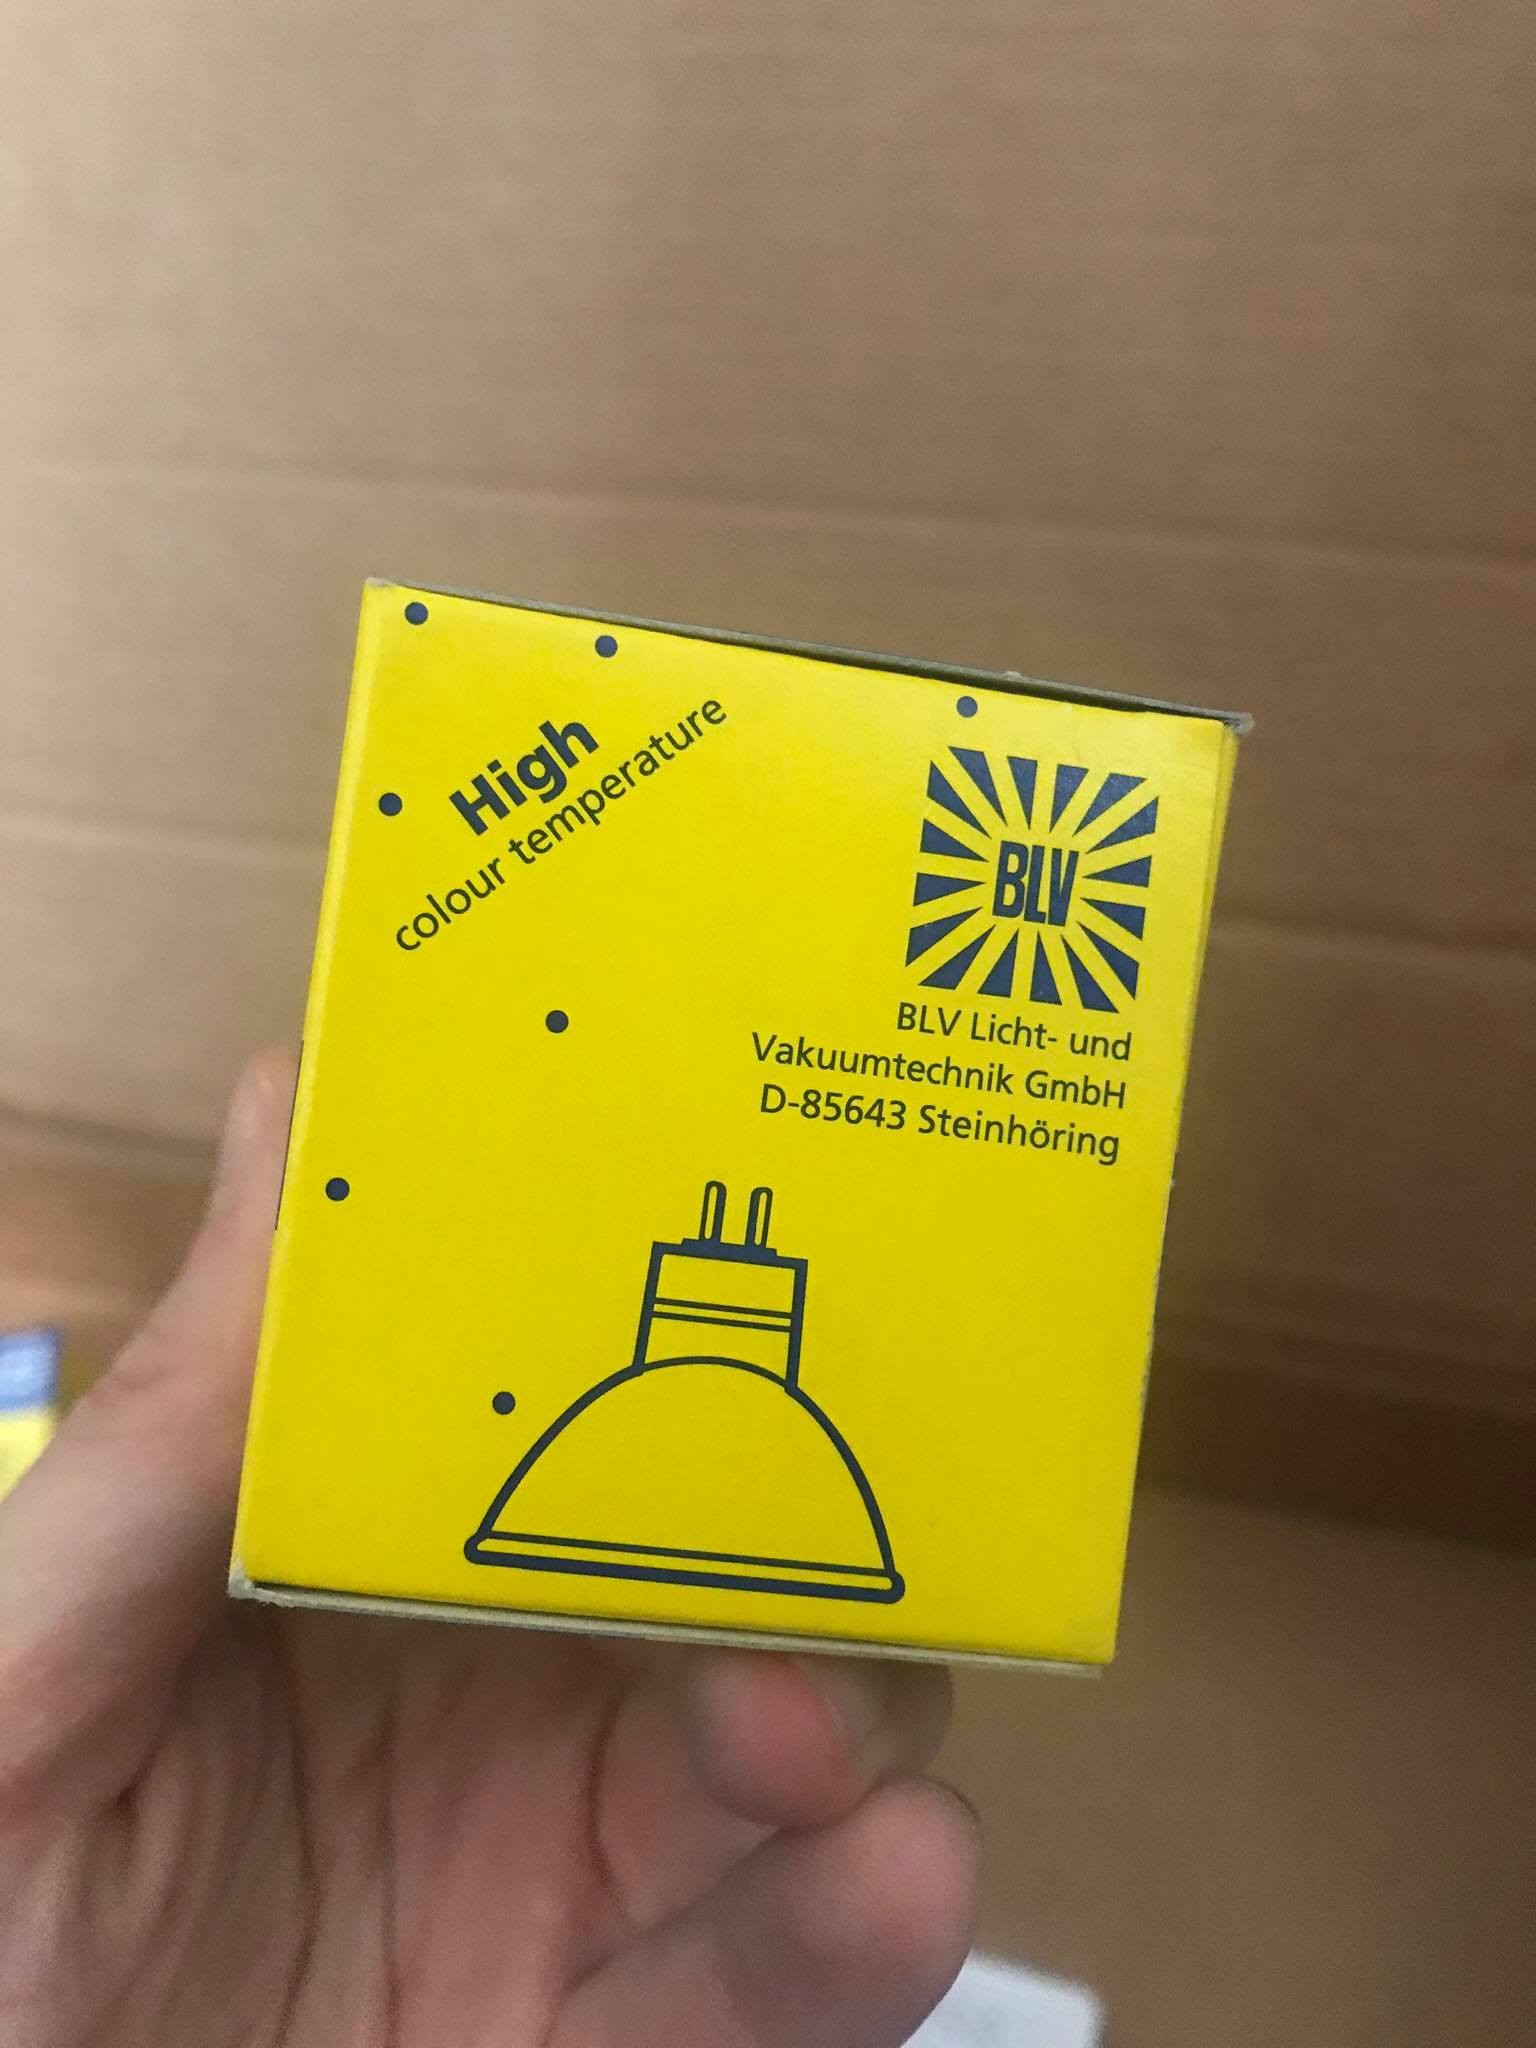 High
colour temperature
BLV
BLV Licht- und
Vakuumtechnik GmbH
D-85643 Steinhöring